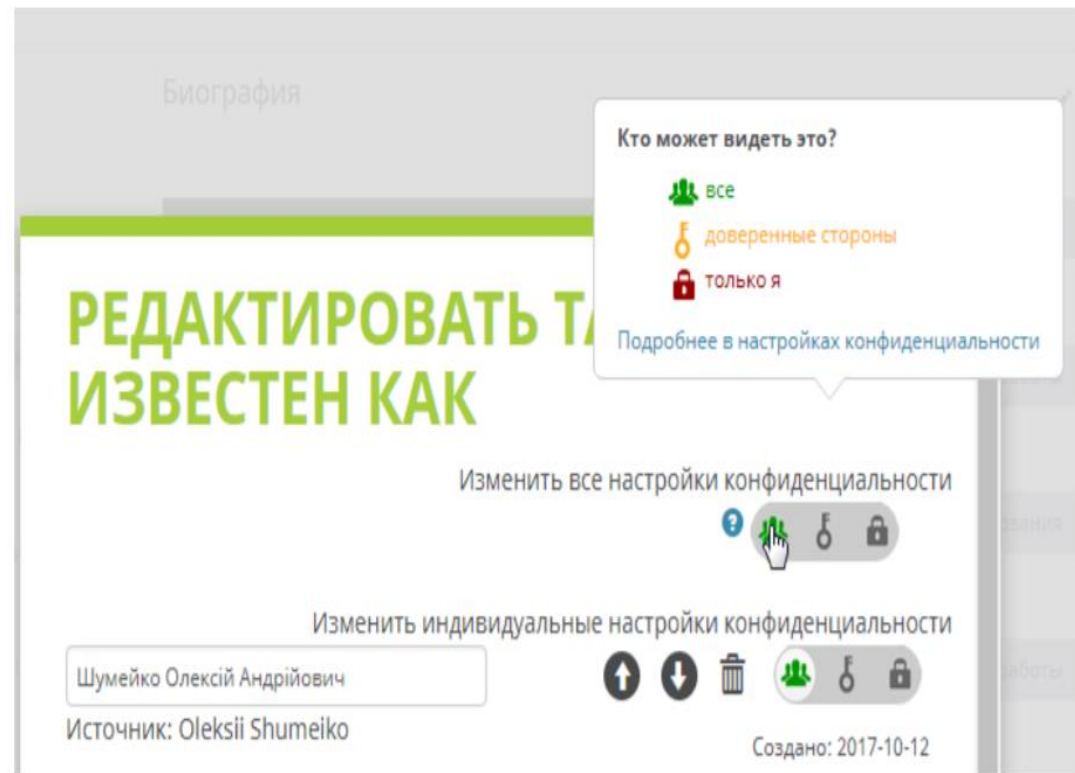 Биография
Кто может видеть это?
все
доверенные стороны
только я
Подробнее в настройках конфиденциальности
РЕДАКТИРОВАТЬ
ИЗВЕСТЕН КАК
Изменить все настройки конфиденциальности
?
Изменить индивидуальные настройки конфиденциальности
Шумейко Олексій Андрійович
Источник: Oleksii Shumeiko
Создано: 2017-10-12